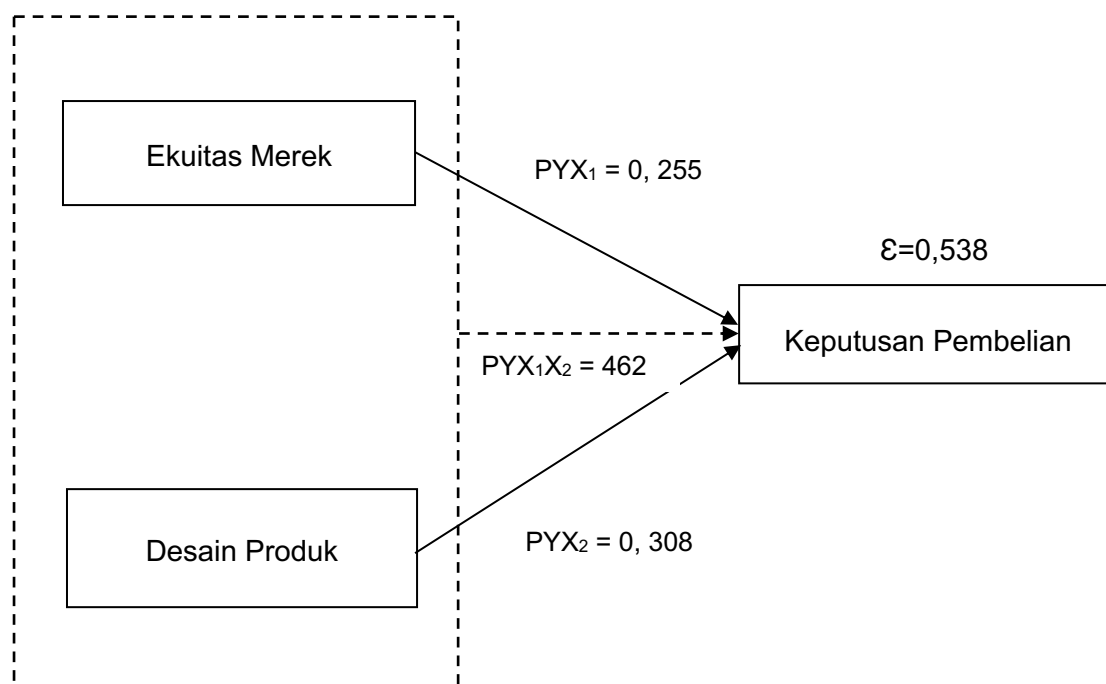 Ekuitas Merek
PYX₁ = 0, 255
Ɛ=0,538
Keputusan Pembelian
PYX₁X₂ = 462
Desain Produk
PYX₂ = 0, 308